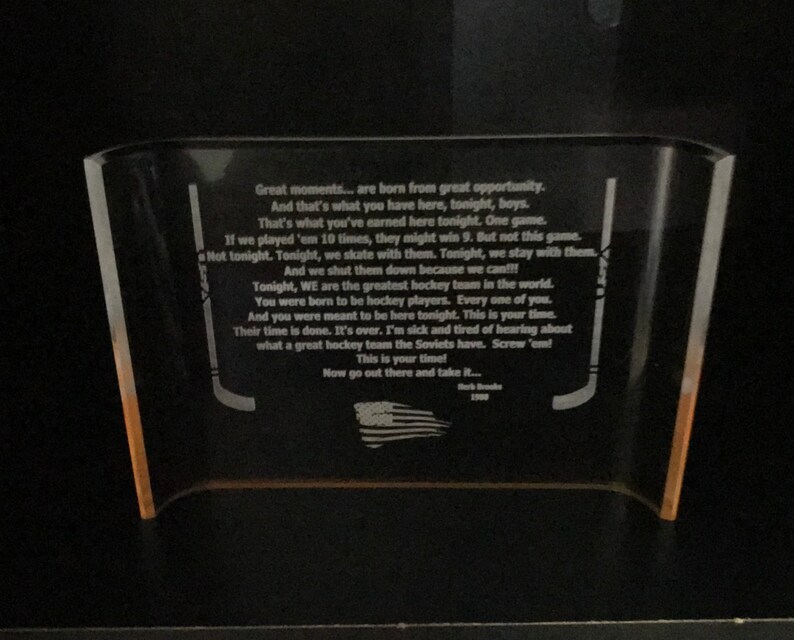 Great moments... are born from great opportunity.
And that's what you have here, tonight, boys.
That's what you've earned here tonight. One game.
If we played 'em 10 times, they might win 9. But not this game.
Not tonight. Tonight, we skate with them. Tonight, we stay with them.
And we shut them down because we can!!!
Tonight, WE are the greatest hockey team in the world.
You were born to be hockey players. Every one of you.
And you were meant to be here tonight. This is your time.
Their time is done. It's over. I'm sick and tired of hearing about
what a great hockey team the Soviets have. Screw 'em!
This is your time!
Now go out there and take it...
Herb Brooks
1980